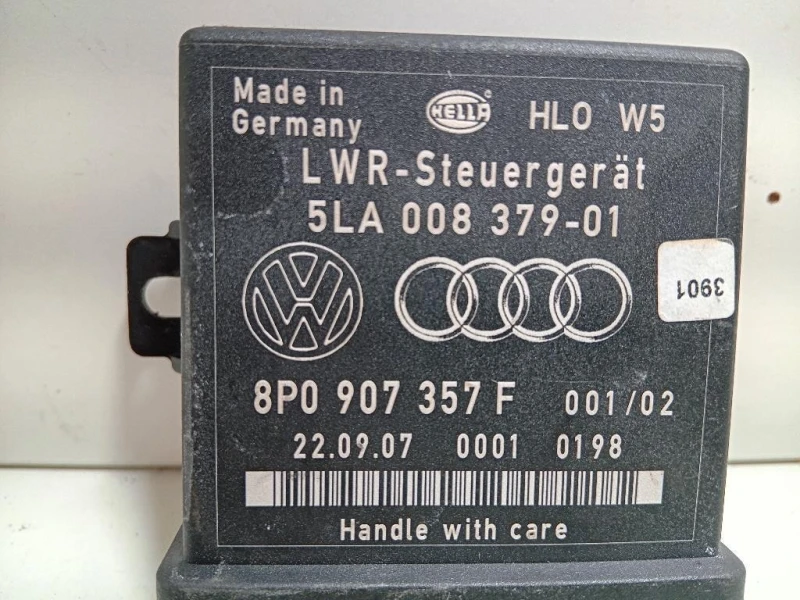 Made in
Germany
HELLA
HLO W5
LWR-Steuergerät
5LA 008 379-01
3901
8P0 907 357 F 001/02
22.09.07 0001 0198
Handle with care